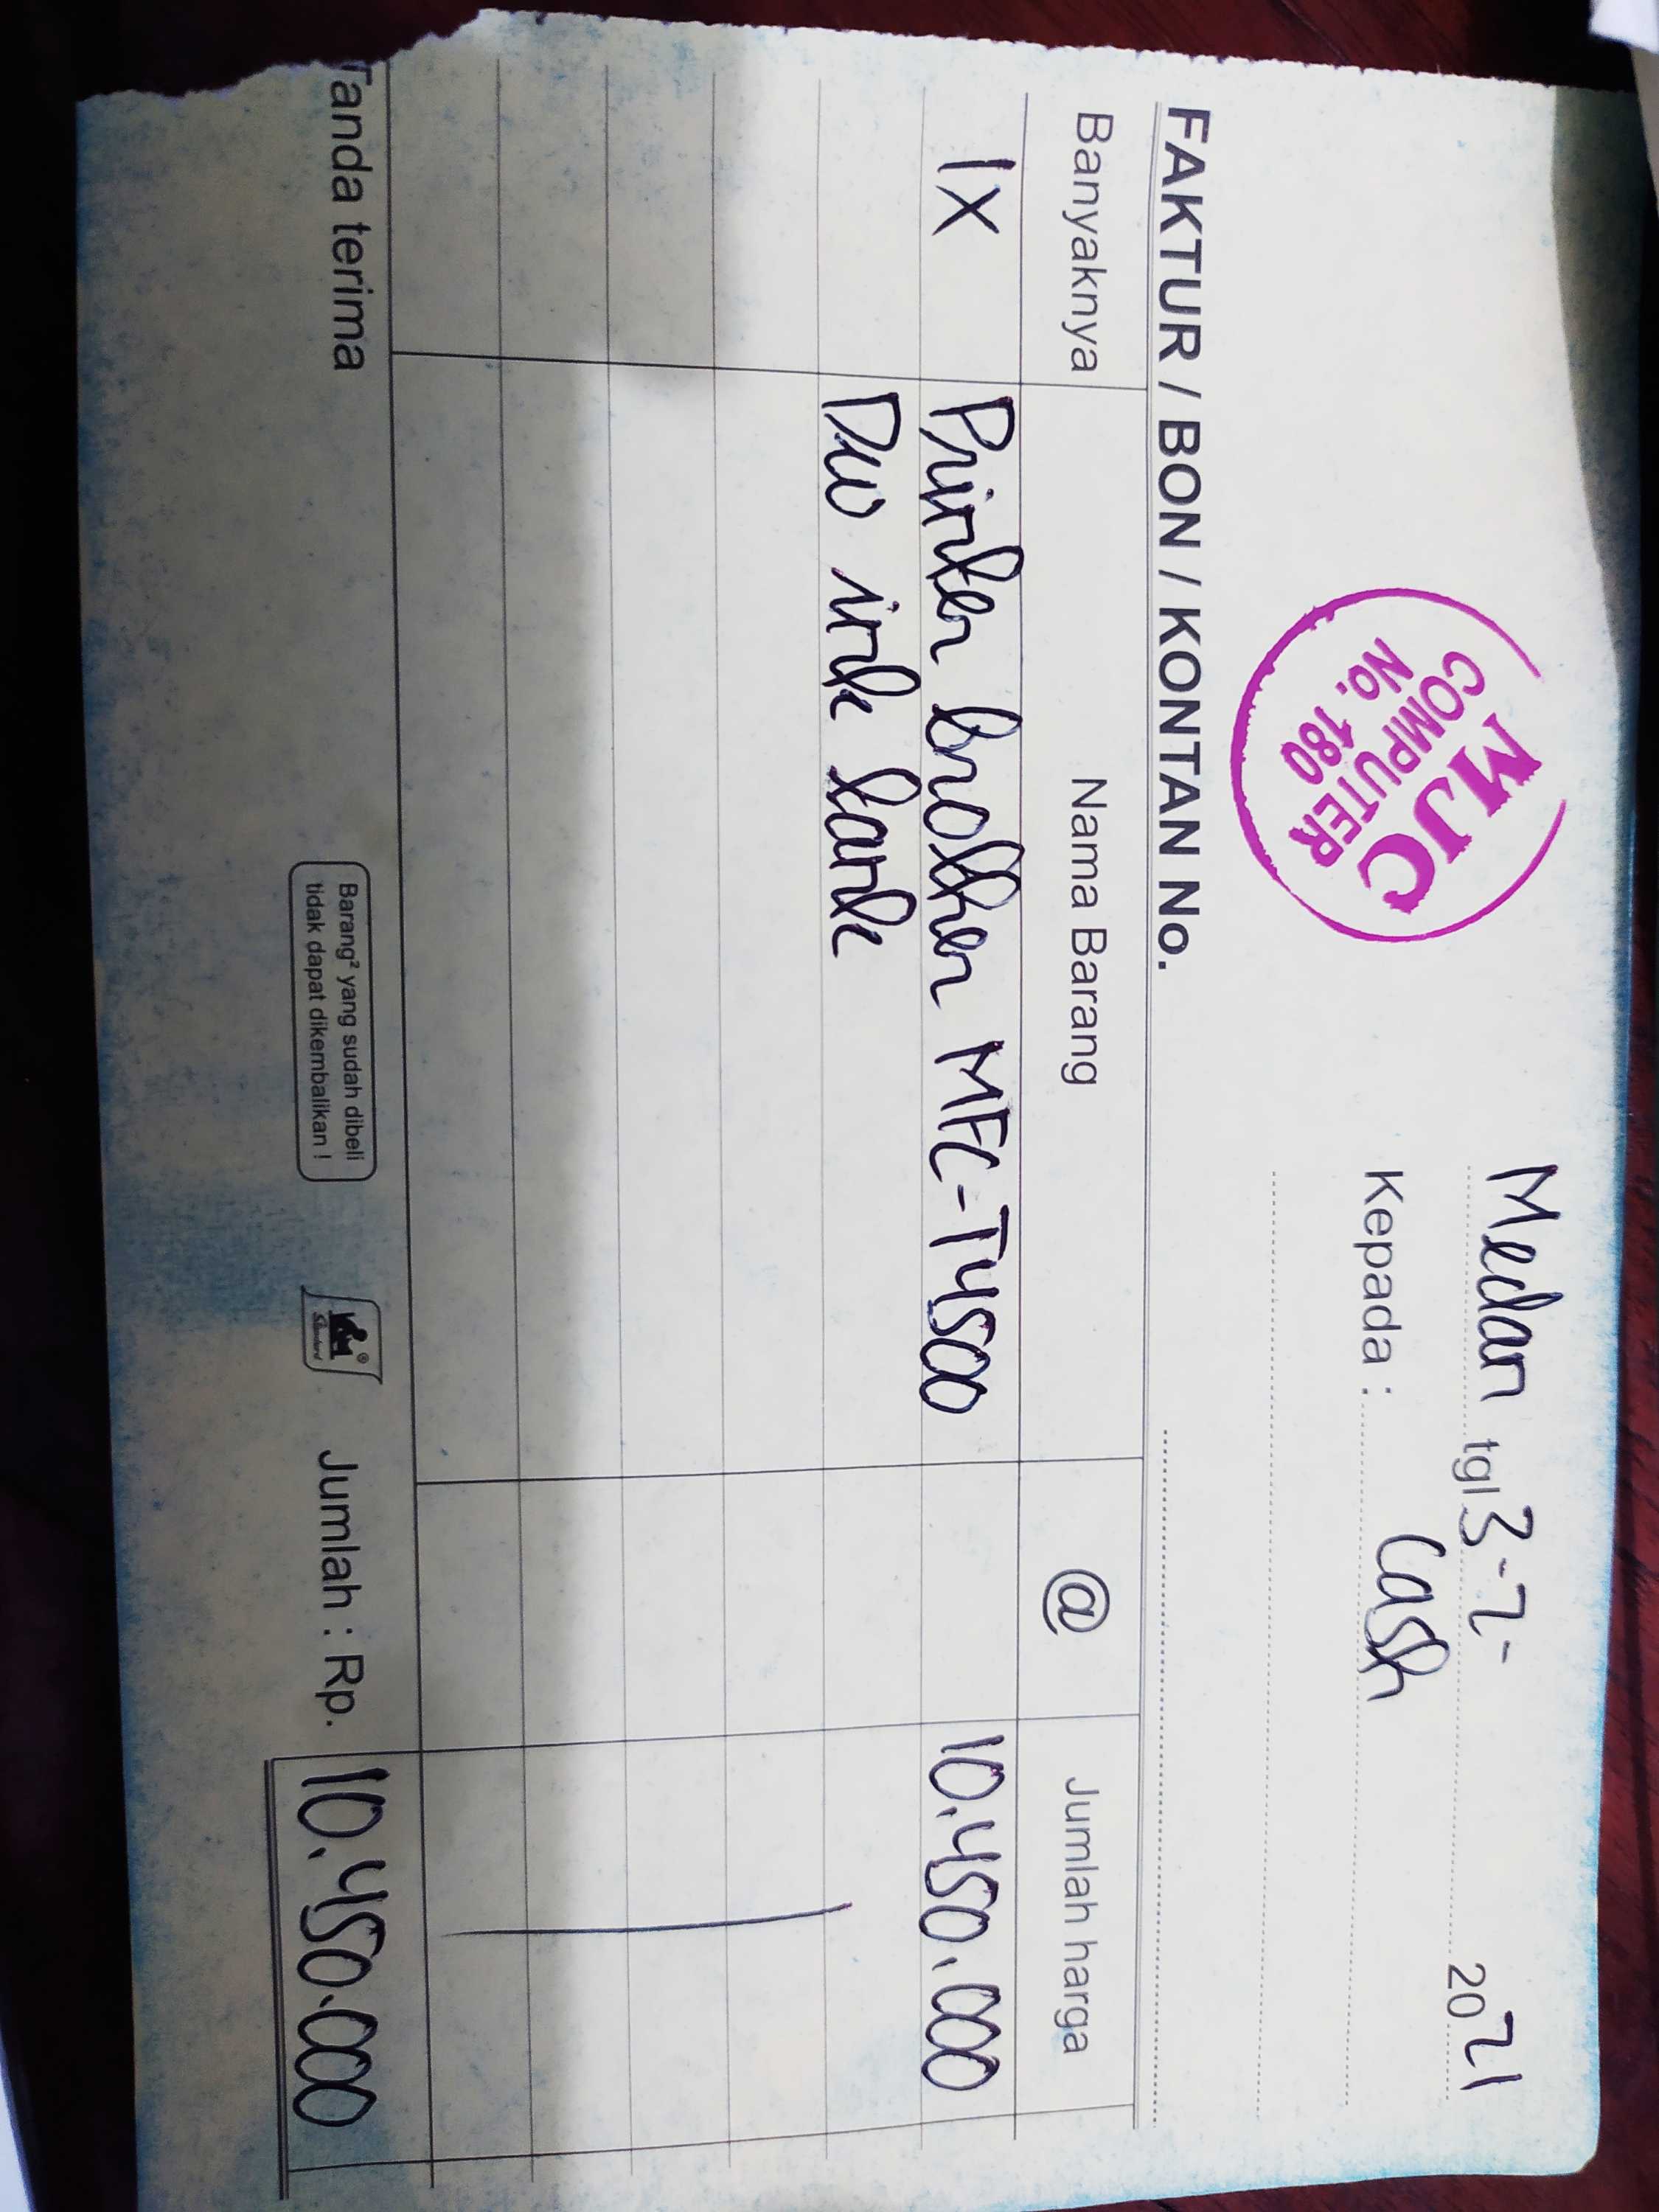 MJC
COMPUTER
No. 180
Medan tgl 3-2- 2021
Kepada : Cash
FAKTUR / BON / KONTAN No.
Banyaknya Nama Barang @ Jumlah harga
1X Printer brother MFC-T4500 10.450.000
Duo ink tank
Tanda terima
Barang² yang sudah dibeli
tidak dapat dikembalikan !
Jumlah : Rp. 10.450.000